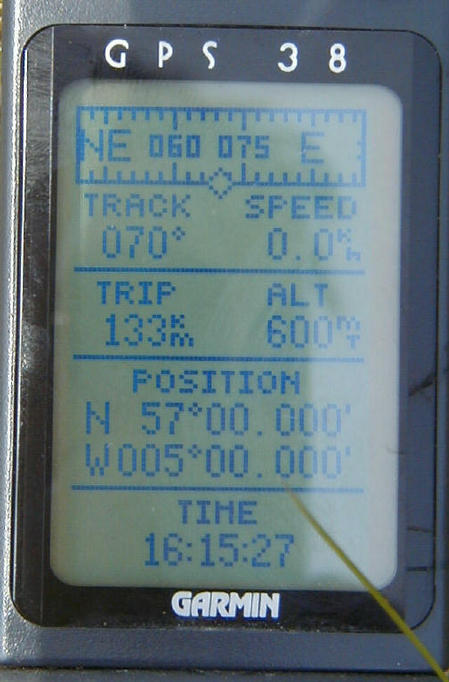 GPS 38
NE 060 075 E
TRACK SPEED
070° 0.0 Kh
TRIP ALT
133 Km 600 mT
POSITION
N 57°00.000'
W005°00.000'
TIME
16:15:27
GARMIN